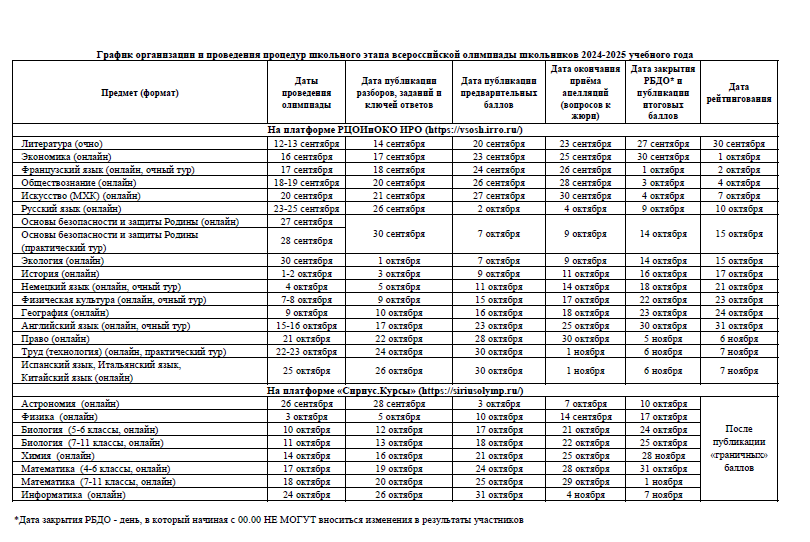 График организации и проведения процедур школьного этапа всероссийской олимпиады школьников 2024-2025 учебного года
Предмет (формат) Даты проведения олимпиады Дата публикации разборов, заданий и ключей ответов Дата публикации предварительных баллов Дата окончания приёма апелляций (вопросов к жюри) Дата закрытия РБДО* и публикации итоговых баллов Дата рейтингования
На платформе РЦОИиОКО ИРО (https://vsosh.irro.ru/)
Литература (очно) 12-13 сентября 14 сентября 20 сентября 23 сентября 27 сентября 30 сентября
Экономика (онлайн) 16 сентября 17 сентября 23 сентября 25 сентября 30 сентября 1 октября
Французский язык (онлайн, очный тур) 17 сентября 18 сентября 24 сентября 26 сентября 1 октября 2 октября
Обществознание (онлайн) 18-19 сентября 20 сентября 26 сентября 28 сентября 3 октября 4 октября
Искусство (МХК) (онлайн) 20 сентября 21 сентября 27 сентября 30 сентября 4 октября 7 октября
Русский язык (онлайн) 23-25 сентября 26 сентября 2 октября 4 октября 9 октября 10 октября
Основы безопасности и защиты Родины (онлайн) 27 сентября
Основы безопасности и защиты Родины (практический тур) 28 сентября 30 сентября 7 октября 9 октября 14 октября 15 октября
Экология (онлайн) 30 сентября 1 октября 7 октября 9 октября 14 октября 15 октября
История (онлайн) 1-2 октября 3 октября 9 октября 11 октября 16 октября 17 октября
Немецкий язык (онлайн, очный тур) 4 октября 5 октября 11 октября 14 октября 18 октября 21 октября
Физическая культура (онлайн, очный тур) 7-8 октября 9 октября 15 октября 17 октября 22 октября 23 октября
География (онлайн) 9 октября 10 октября 16 октября 18 октября 23 октября 24 октября
Английский язык (онлайн, очный тур) 15-16 октября 17 октября 23 октября 25 октября 30 октября 31 октября
Право (онлайн) 21 октября 22 октября 28 октября 30 октября 5 ноября 6 ноября
Труд (технология) (онлайн, практический тур) 22-23 октября 24 октября 30 октября 1 ноября 6 ноября 7 ноября
Испанский язык, Итальянский язык, Китайский язык (онлайн) 25 октября 26 октября 30 октября 1 ноября 6 ноября 7 ноября
На платформе «Сириус.Курсы» (https://siriusolymp.ru/)
Астрономия (онлайн) 26 сентября 28 сентября 3 октября 7 октября 10 октября После публикации «граничных» баллов
Физика (онлайн) 3 октября 5 октября 10 октября 14 сентября 17 октября
Биология (5-6 классы, онлайн) 10 октября 12 октября 17 октября 21 октября 24 октября
Биология (7-11 классы, онлайн) 11 октября 13 октября 18 октября 22 октября 25 октября
Химия (онлайн) 14 октября 16 октября 21 октября 25 октября 28 ноября
Математика (4-6 классы, онлайн) 17 октября 19 октября 24 октября 28 октября 31 октября
Математика (7-11 классы, онлайн) 18 октября 20 октября 25 октября 29 октября 1 ноября
Информатика (онлайн) 24 октября 26 октября 31 октября 4 ноября 7 ноября
*Дата закрытия РБДО - день, в который начиная с 00.00 НЕ МОГУТ вноситься изменения в результаты участников